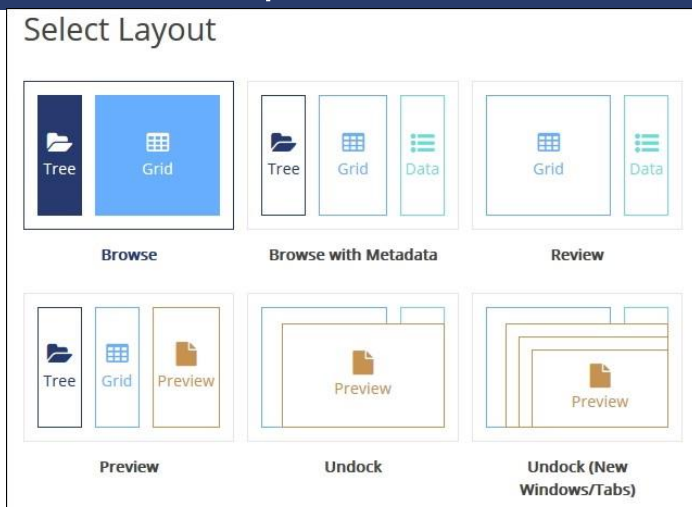 Select Layout
Tree Grid
Tree Grid Data
Grid Data
Browse
Browse with Metadata
Review
Tree Grid Preview
Preview
Preview
Preview
Undock
Undock (New
Windows/Tabs)